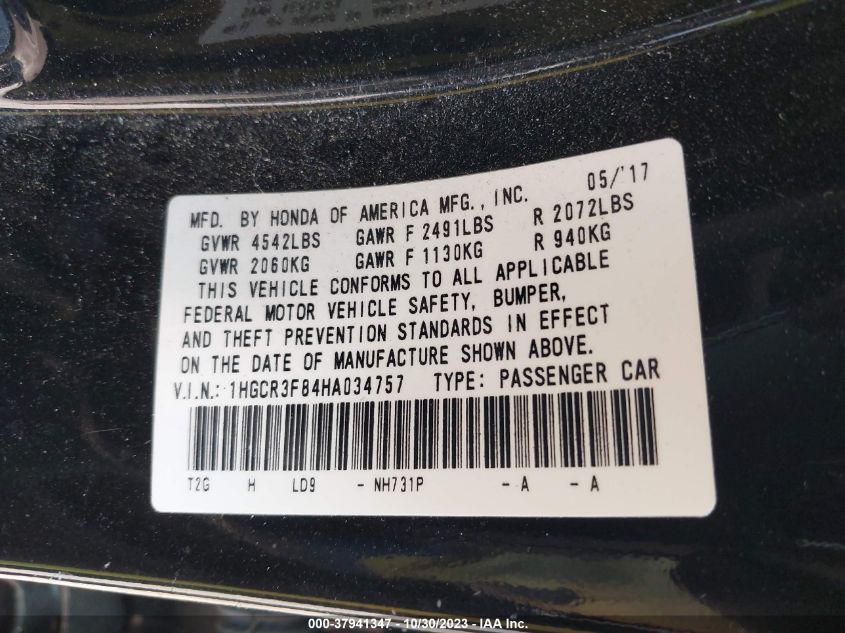 MFD. BY HONDA OF AMERICA MFG., INC. 05/'17
GVWR 4542LBS GAWR F 2491LBS R 2072LBS
GVWR 2060KG GAWR F 1130KG R 940KG
THIS VEHICLE CONFORMS TO ALL APPLICABLE
FEDERAL MOTOR VEHICLE SAFETY, BUMPER,
AND THEFT PREVENTION STANDARDS IN EFFECT
ON THE DATE OF MANUFACTURE SHOWN ABOVE.
V.I.N.: 1HGCR3F84HA034757 TYPE: PASSENGER CAR
T2G H LD9 - NH731P - A - A
000-37941347 - 10/30/2023 - IAA Inc.